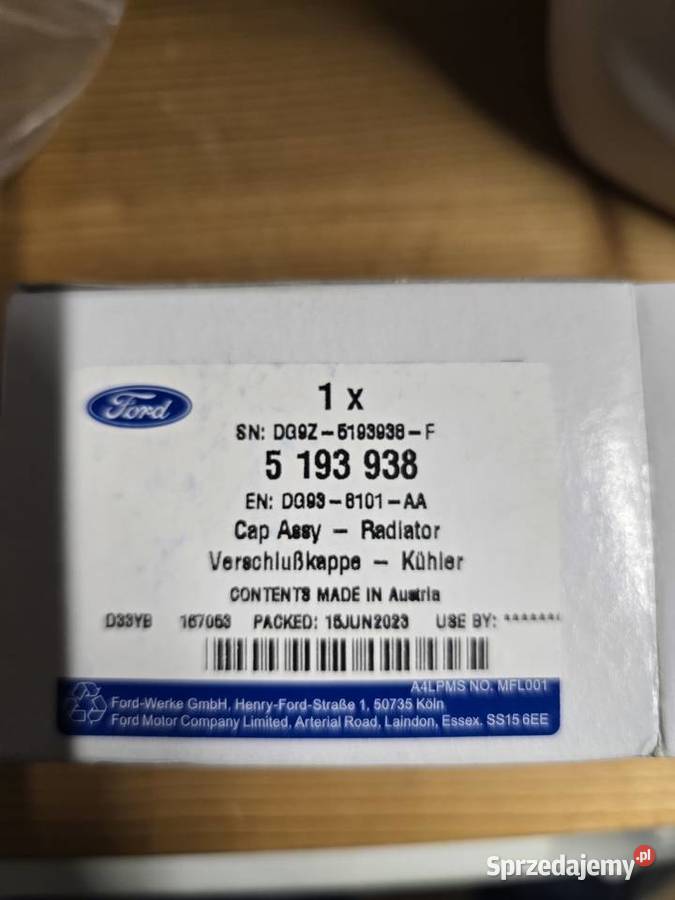 Ford
1 x
SN: DG9Z-5193938-F
5 193 938
EN: DG93-8101-AA
Cap Assy - Radiator
Verschlußkappe - Kühler
CONTENTS MADE IN Austria
D33YB 167053 PACKED: 15JUN2023 USE BY: ******
A4LPMS NO. MFL001
Ford-Werke GmbH, Henry-Ford-Straße 1, 50735 Köln
Ford Motor Company Limited, Arterial Road, Laindon, Essex. SS15 6EE
Sprzedajemy.pl